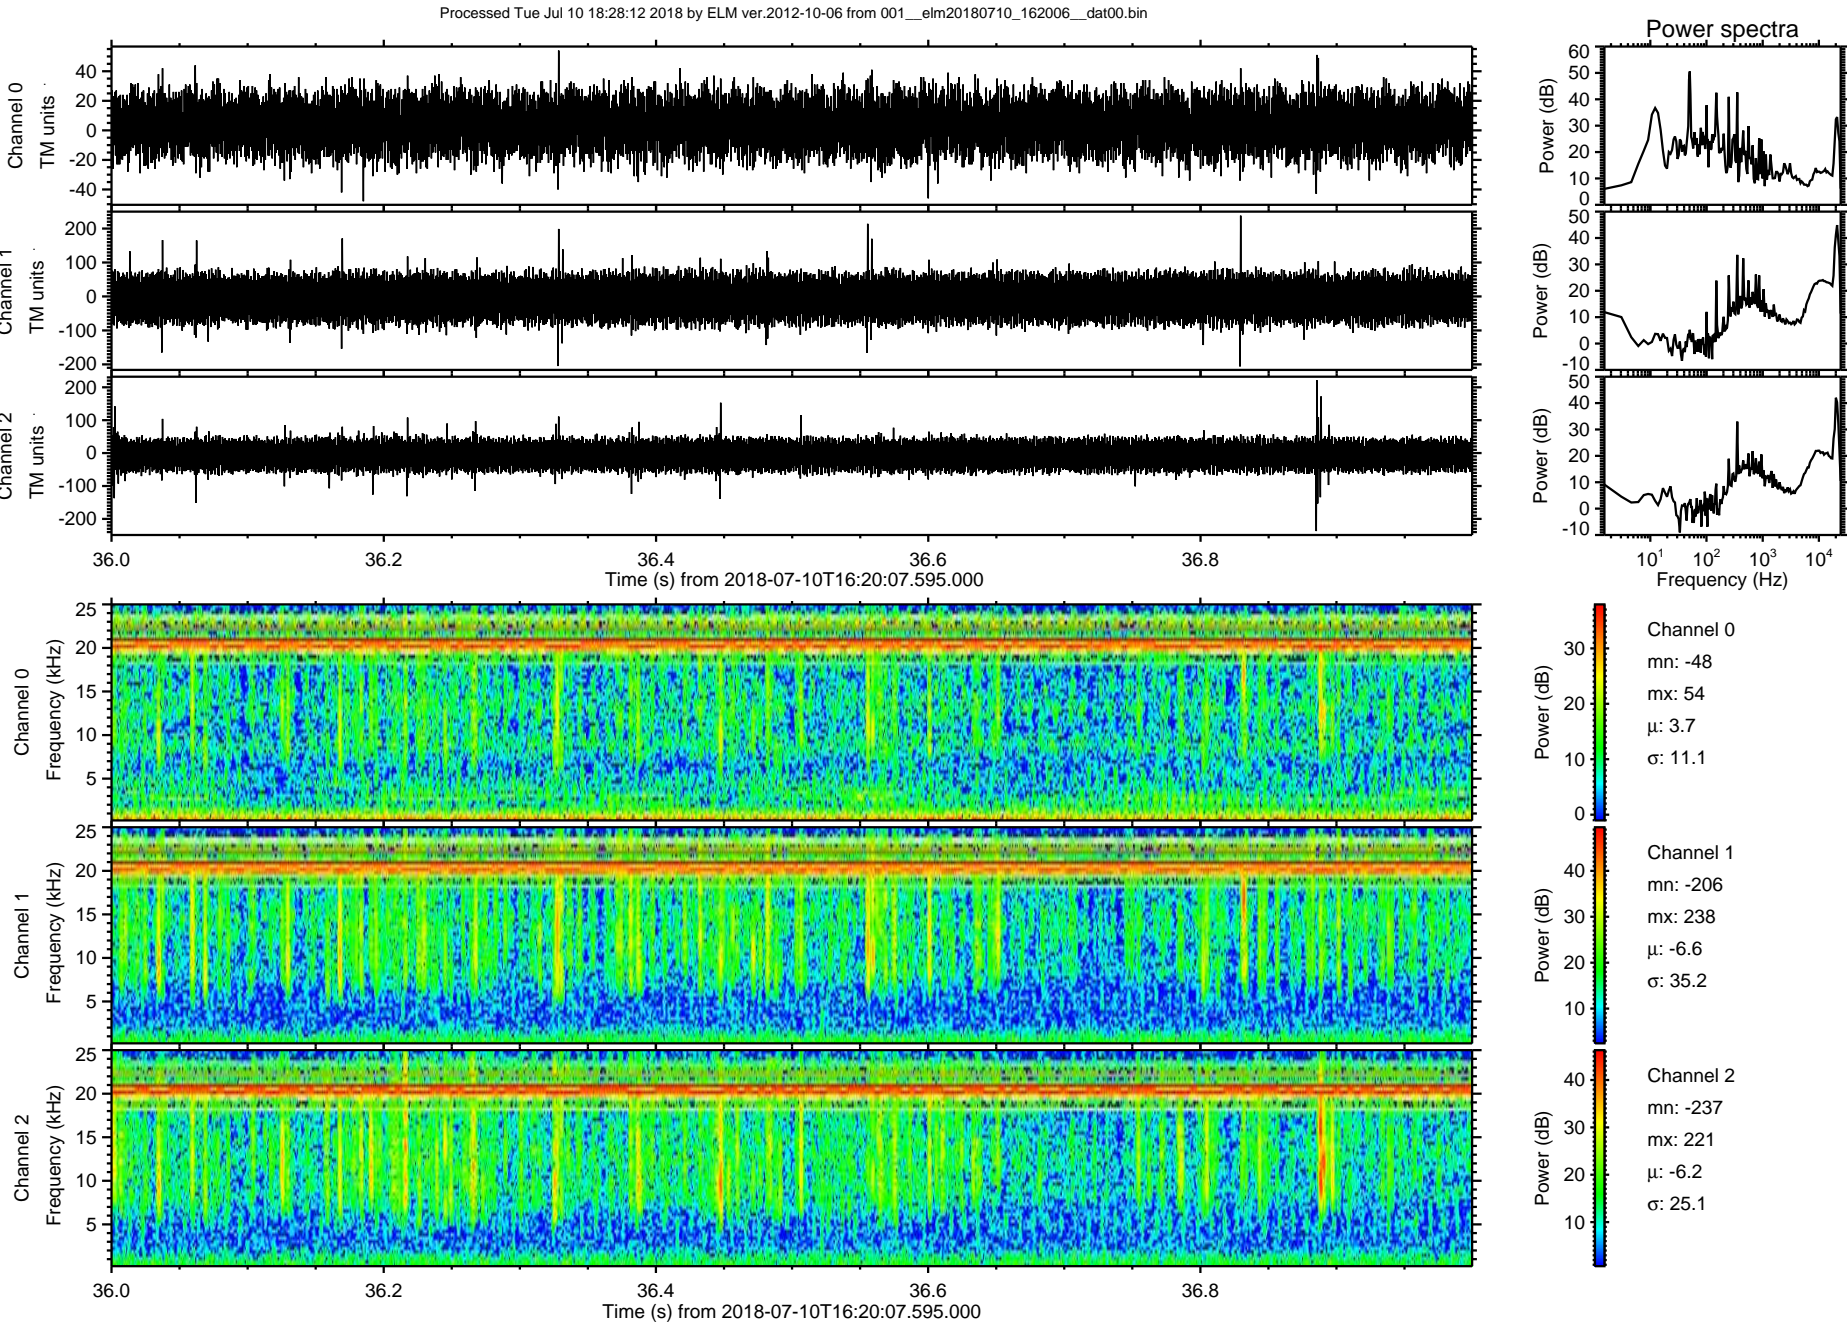 Processed Tue Jul 10 18:28:12 2018 by ELM ver.2012-10-06 from 001__elm20180710_162006__dat00.bin
Power spectra
Channel 0
TM units
40
20
0
-20
-40
Power (dB)
60
50
40
30
20
10
0
Channel 1
TM units
200
100
0
-100
-200
Power (dB)
50
40
30
20
10
0
-10
Channel 2
TM units
200
100
0
-100
-200
Power (dB)
50
40
30
20
10
0
-10
36.0 36.2 36.4 36.6 36.8
Time (s) from 2018-07-10T16:20:07.595.000
10¹ 10² 10³ 10⁴
Frequency (Hz)
Channel 0
Frequency (kHz)
25
20
15
10
5
Power (dB)
30
20
10
0
Channel 0
mn: -48
mx: 54
μ: 3.7
σ: 11.1
Channel 1
Frequency (kHz)
25
20
15
10
5
Power (dB)
40
30
20
10
Channel 1
mn: -206
mx: 238
μ: -6.6
σ: 35.2
Channel 2
Frequency (kHz)
25
20
15
10
5
Power (dB)
40
30
20
10
Channel 2
mn: -237
mx: 221
μ: -6.2
σ: 25.1
36.0 36.2 36.4 36.6 36.8
Time (s) from 2018-07-10T16:20:07.595.000